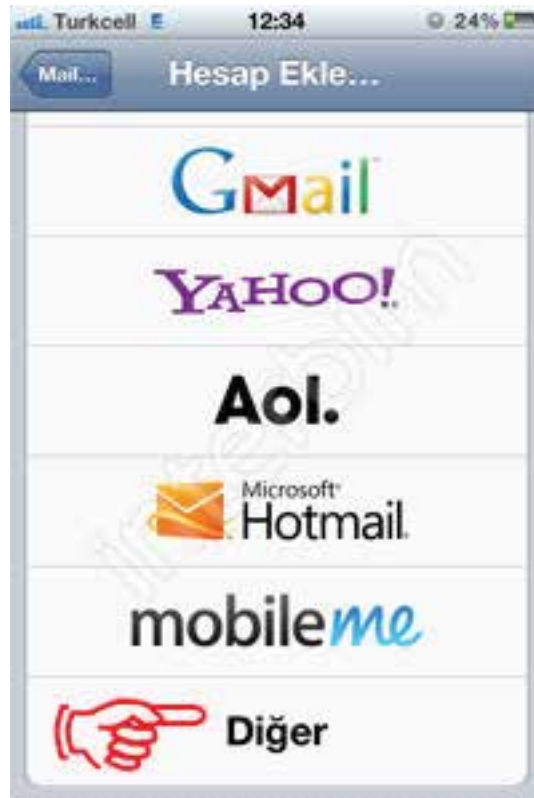 Turkcell E 12:34 24%
Mail... Hesap Ekle...
Gmail
YAHOO!
Aol.
Microsoft
Hotmail
mobileme
Diğer